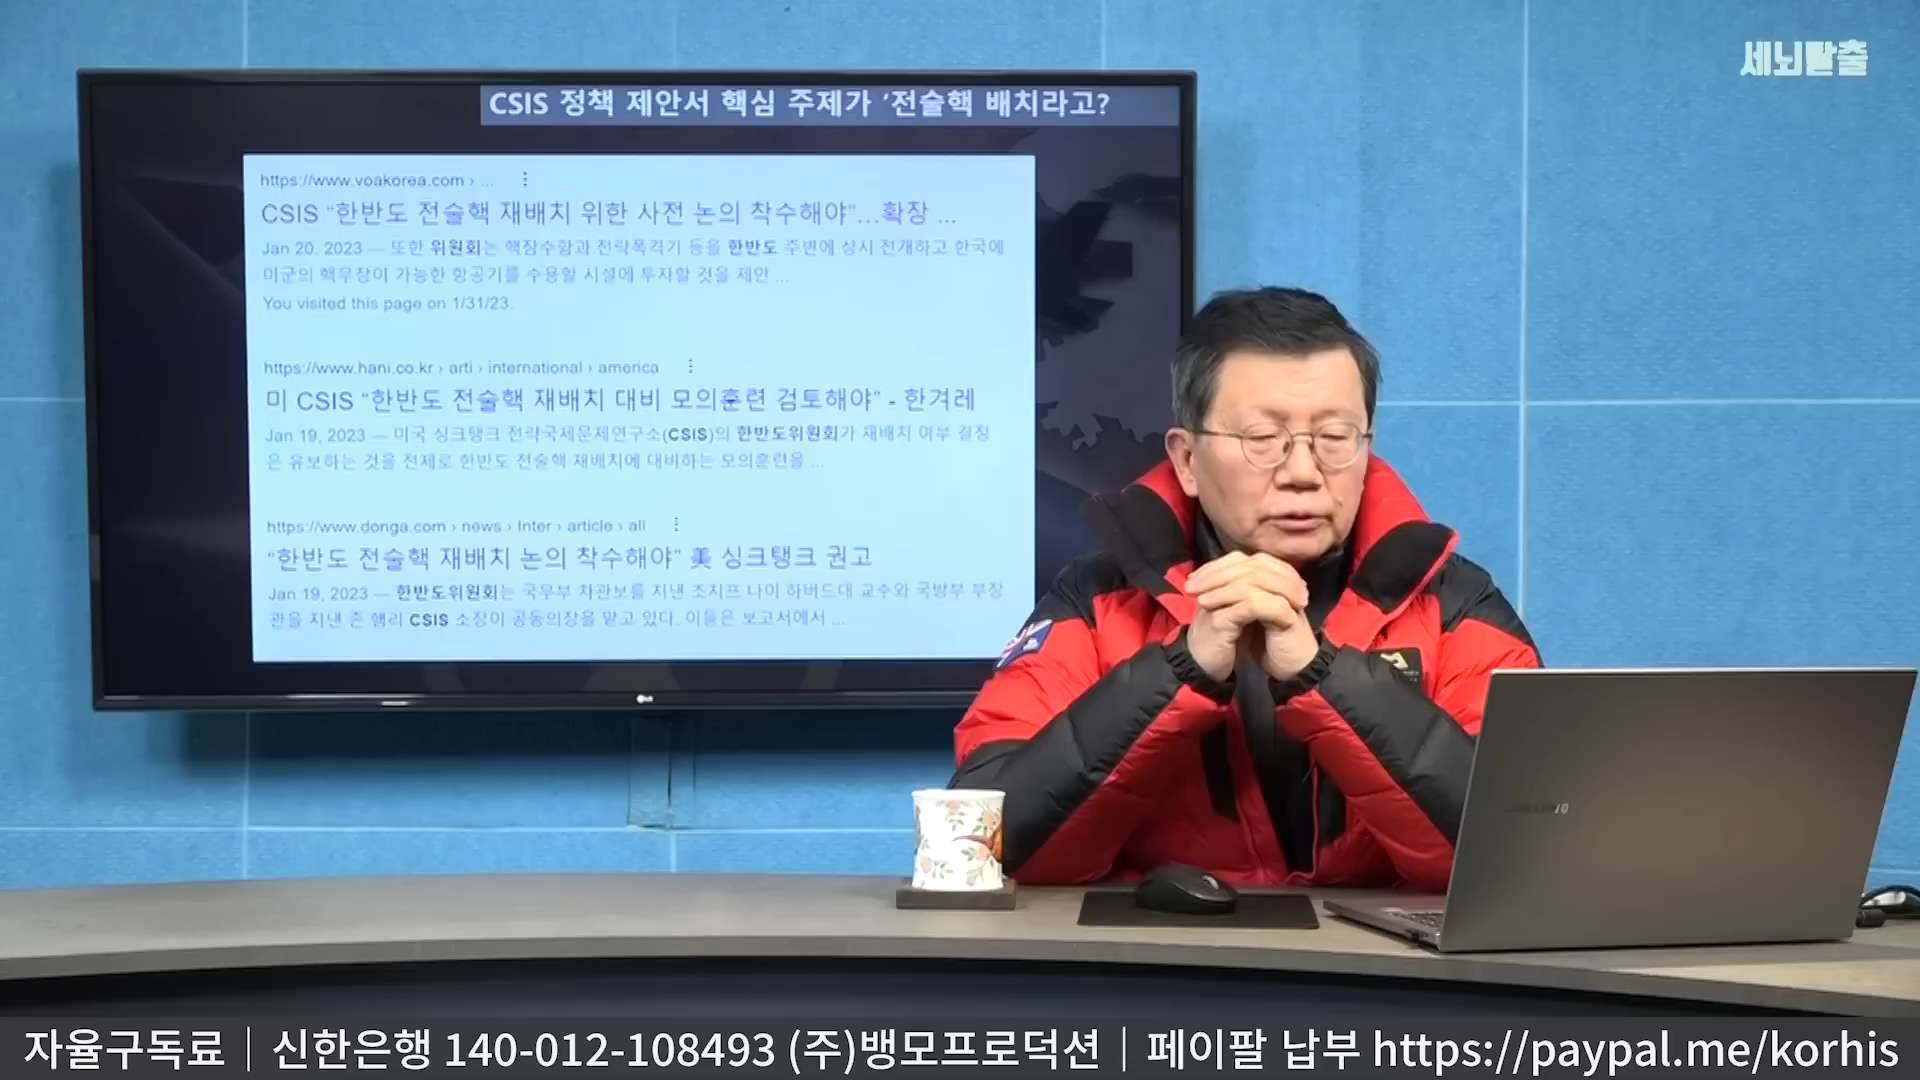 세뇌탈출
CSIS 정책 제안서 핵심 주제가 '전술핵 배치라고?
https://www.voakorea.com › ...
CSIS “한반도 전술핵 재배치 위한 사전 논의 착수해야”...확장 ...
Jan 20, 2023 — 또한 위원회는 핵잠수함과 전략폭격기 등을 한반도 주변에 상시 전개하고 한국에
미군의 핵무장이 가능한 항공기를 수용할 시설에 투자할 것을 제안 ...
You visited this page on 1/31/23.
https://www.hani.co.kr › arti › international › america
미 CSIS “한반도 전술핵 재배치 대비 모의훈련 검토해야” - 한겨레
Jan 19, 2023 — 미국 싱크탱크 전략국제문제연구소(CSIS)의 한반도위원회가 재배치 여부 결정
은 유보하는 것을 전제로 한반도 전술핵 재배치에 대비하는 모의훈련을 ...
https://www.donga.com › news › Inter › article › all
“한반도 전술핵 재배치 논의 착수해야” 美 싱크탱크 권고
Jan 19, 2023 — 한반도위원회는 국무부 차관보를 지낸 조지프 나이 하버드대 교수와 국방부 부장
관을 지낸 존 햄리 CSIS 소장이 공동의장을 맡고 있다. 이들은 보고서에서 ...
LG
자율구독료｜신한은행 140-012-108493 (주)뱅모프로덕션｜페이팔 납부 https://paypal.me/korhis